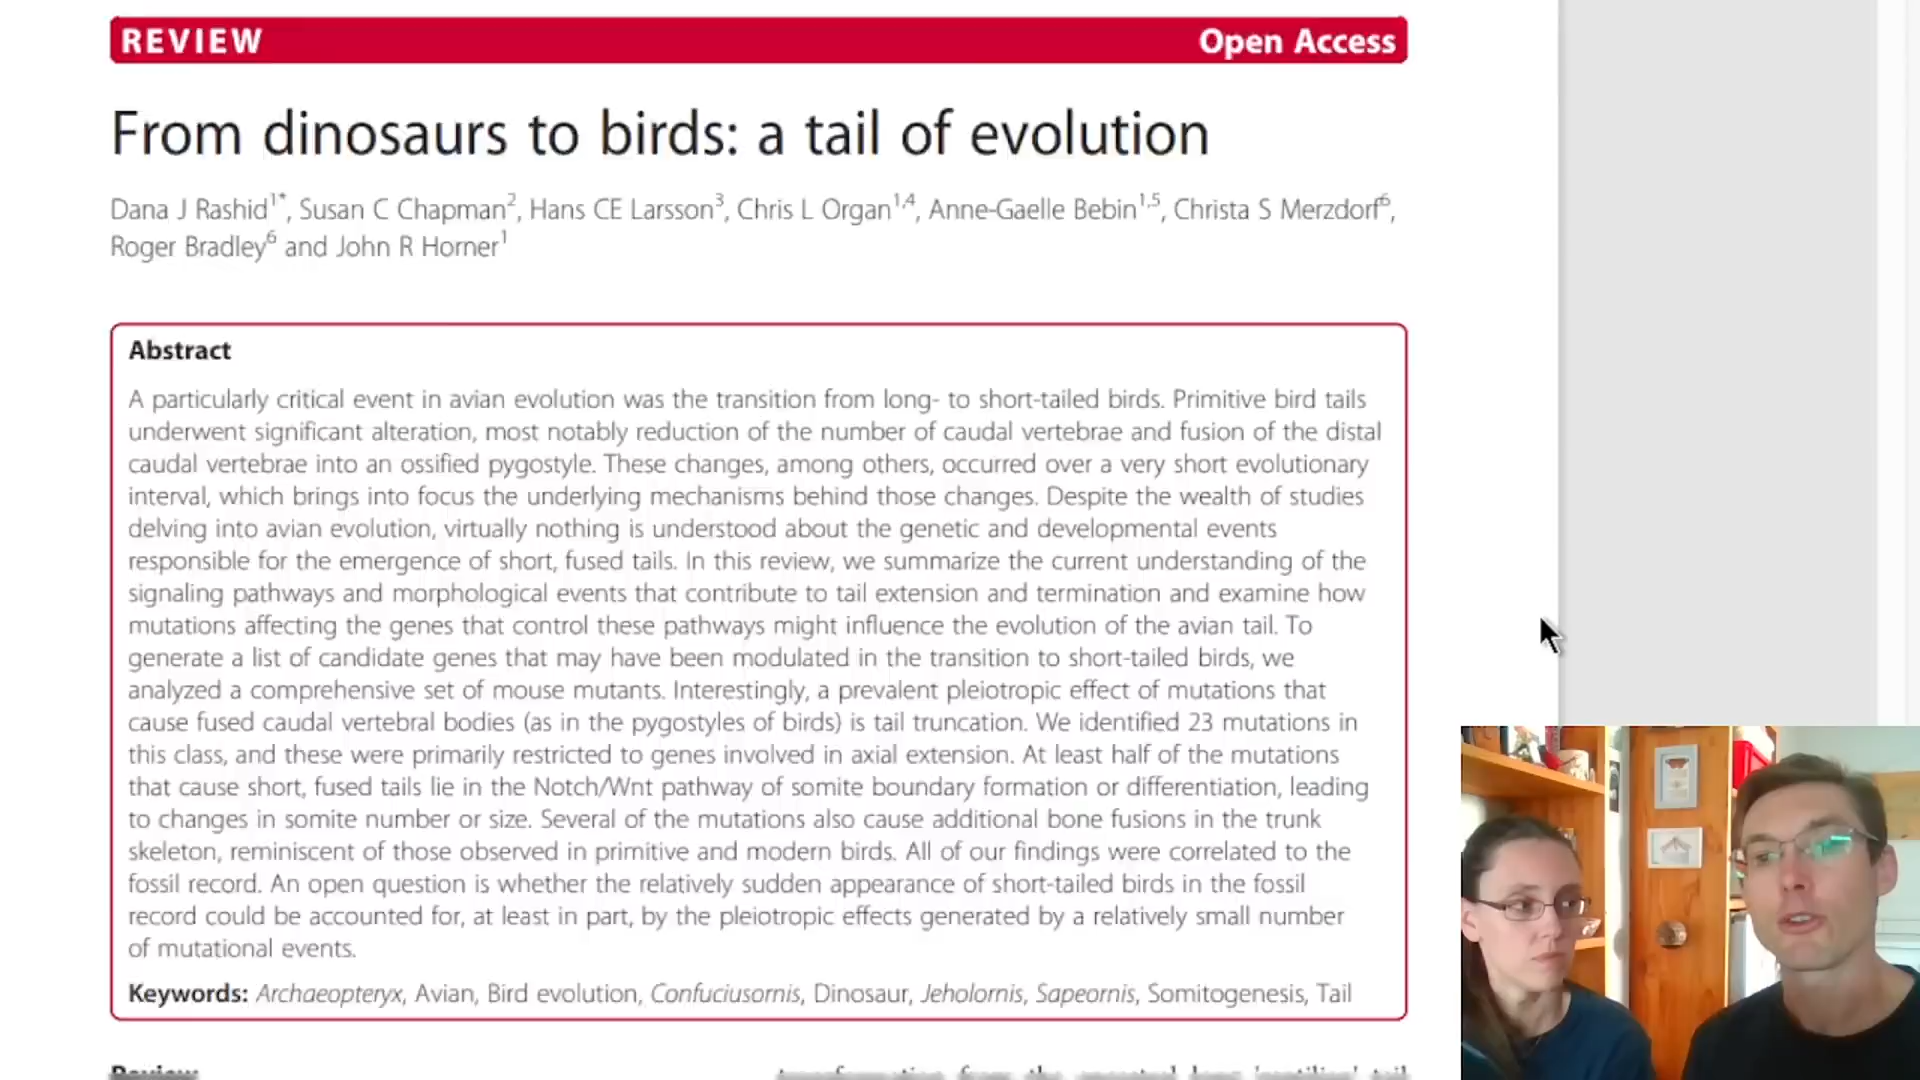 REVIEW Open Access
From dinosaurs to birds: a tail of evolution
Dana J Rashid1*, Susan C Chapman2, Hans CE Larsson3, Chris L Organ1,4, Anne-Gaelle Bebin1,5, Christa S Merzdorf6,
Roger Bradley6 and John R Horner1
Abstract
A particularly critical event in avian evolution was the transition from long- to short-tailed birds. Primitive bird tails
underwent significant alteration, most notably reduction of the number of caudal vertebrae and fusion of the distal
caudal vertebrae into an ossified pygostyle. These changes, among others, occurred over a very short evolutionary
interval, which brings into focus the underlying mechanisms behind those changes. Despite the wealth of studies
delving into avian evolution, virtually nothing is understood about the genetic and developmental events
responsible for the emergence of short, fused tails. In this review, we summarize the current understanding of the
signaling pathways and morphological events that contribute to tail extension and termination and examine how
mutations affecting the genes that control these pathways might influence the evolution of the avian tail. To
generate a list of candidate genes that may have been modulated in the transition to short-tailed birds, we
analyzed a comprehensive set of mouse mutants. Interestingly, a prevalent pleiotropic effect of mutations that
cause fused caudal vertebral bodies (as in the pygostyles of birds) is tail truncation. We identified 23 mutations in
this class, and these were primarily restricted to genes involved in axial extension. At least half of the mutations
that cause short, fused tails lie in the Notch/Wnt pathway of somite boundary formation or differentiation, leading
to changes in somite number or size. Several of the mutations also cause additional bone fusions in the trunk
skeleton, reminiscent of those observed in primitive and modern birds. All of our findings were correlated to the
fossil record. An open question is whether the relatively sudden appearance of short-tailed birds in the fossil
record could be accounted for, at least in part, by the pleiotropic effects generated by a relatively small number
of mutational events.
Keywords: Archaeopteryx, Avian, Bird evolution, Confuciusornis, Dinosaur, Jeholornis, Sapeornis, Somitogenesis, Tail
Review